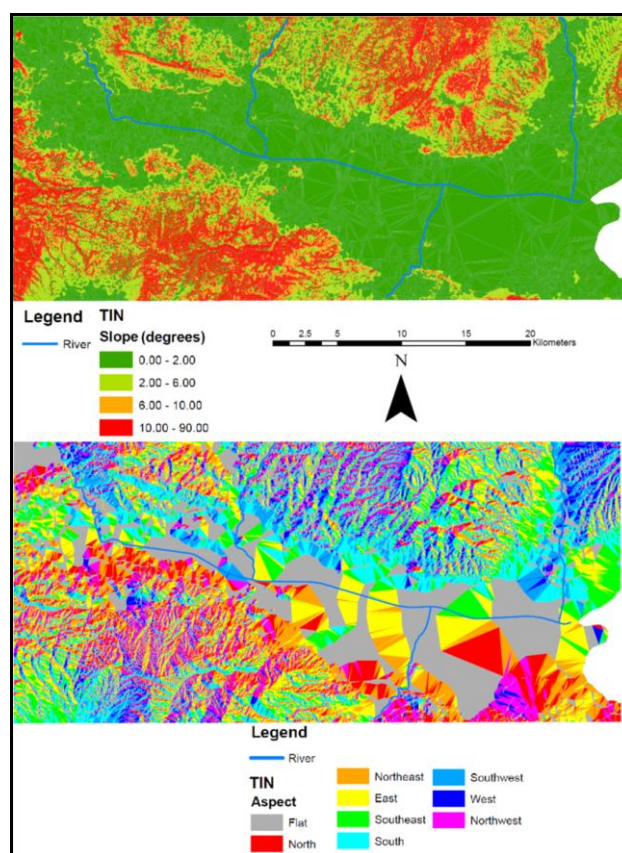 Legend
River
TIN
Slope (degrees)
0.00 - 2.00
2.00 - 6.00
6.00 - 10.00
10.00 - 90.00
0 2.5 5 10 15 20
Kilometers
N
Legend
River
TIN
Aspect
Flat
North
Northeast
East
Southeast
South
Southwest
West
Northwest